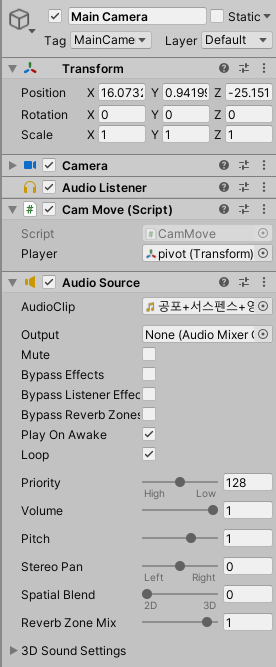 Main Camera Static
Tag MainCame Layer Default
Transform
Position X 16.0732 Y 0.94199 Z -25.151
Rotation X 0 Y 0 Z 0
Scale X 1 Y 1 Z 1
Camera
Audio Listener
Cam Move (Script)
Script CamMove
Player pivot (Transform)
Audio Source
AudioClip 공포+서스펜스+영
Output None (Audio Mixer G
Mute
Bypass Effects
Bypass Listener Effec
Bypass Reverb Zones
Play On Awake
Loop
Priority 128
High Low
Volume 1
Pitch 1
Stereo Pan 0
Left Right
Spatial Blend 0
2D 3D
Reverb Zone Mix 1
3D Sound Settings